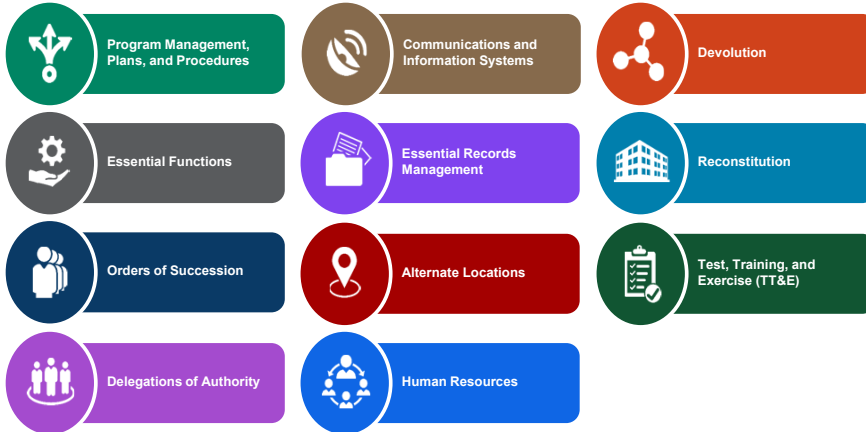 Program Management,
Plans, and Procedures
Essential Functions
Orders of Succession
Delegations of Authority
Communications and
Information Systems
Essential Records
Management
Alternate Locations
Human Resources
Devolution
Reconstitution
Test, Training, and
Exercise (TT&E)